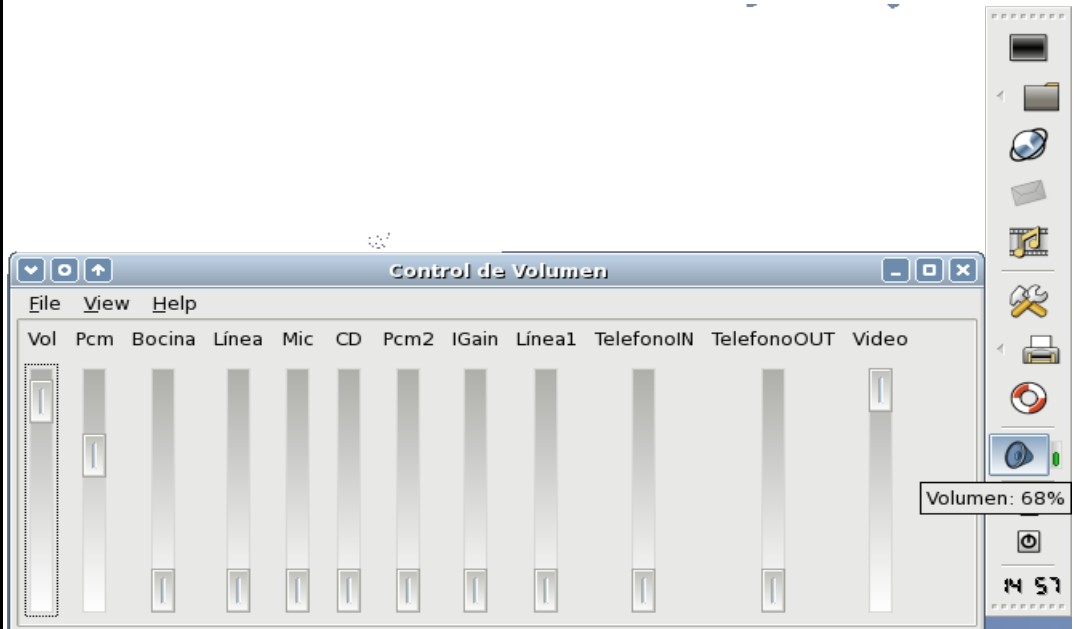 Control de Volumen
File View Help
Vol Pcm Bocina Línea Mic CD Pcm2 IGain Línea1 TelefonoIN TelefonoOUT Video
Volumen: 68%
14 57